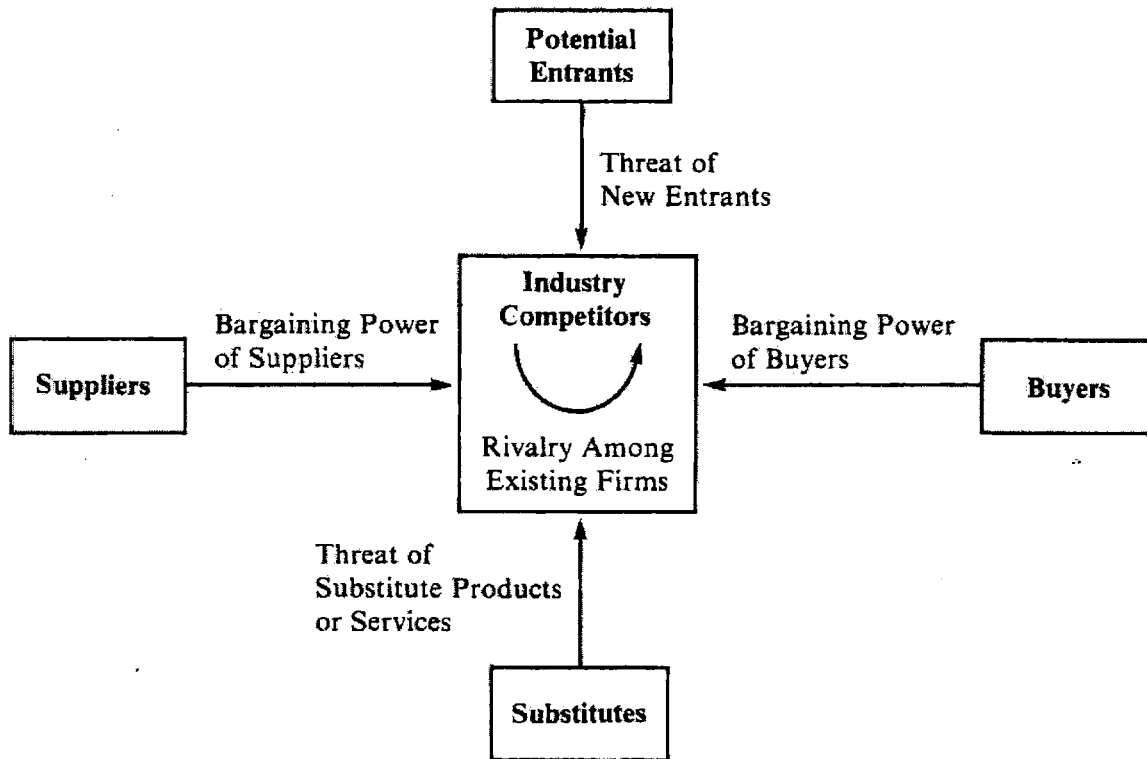 Potential
Entrants
Threat of
New Entrants
Industry
Competitors
Bargaining Power
of Suppliers
Bargaining Power
of Buyers
Suppliers
Buyers
Rivalry Among
Existing Firms
Threat of
Substitute Products
or Services
Substitutes